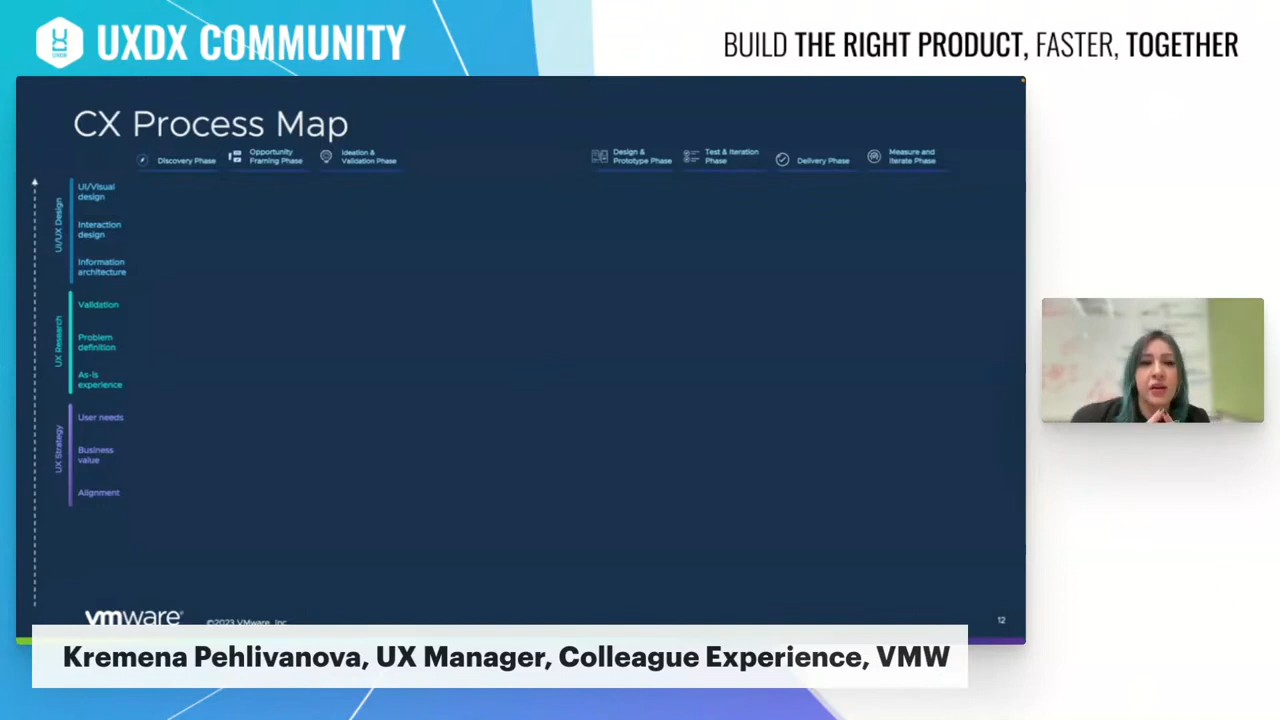 UXDX COMMUNITY
BUILD THE RIGHT PRODUCT, FASTER, TOGETHER
CX Process Map
Discovery Phase
Opportunity
Framing Phase
Ideation &
Validation Phase
Design &
Prototype Phase
Test & Iteration
Phase
Delivery Phase
Measure and
Iterate Phase
UI/UX Design
UI/Visual
design
Interaction
design
Information
architecture
UX Research
Validation
Problem
definition
As-is
experience
UX Strategy
User needs
Business
value
Alignment
vmware®
©2023 VMware, Inc.
12
Kremena Pehlivanova, UX Manager, Colleague Experience, VMW